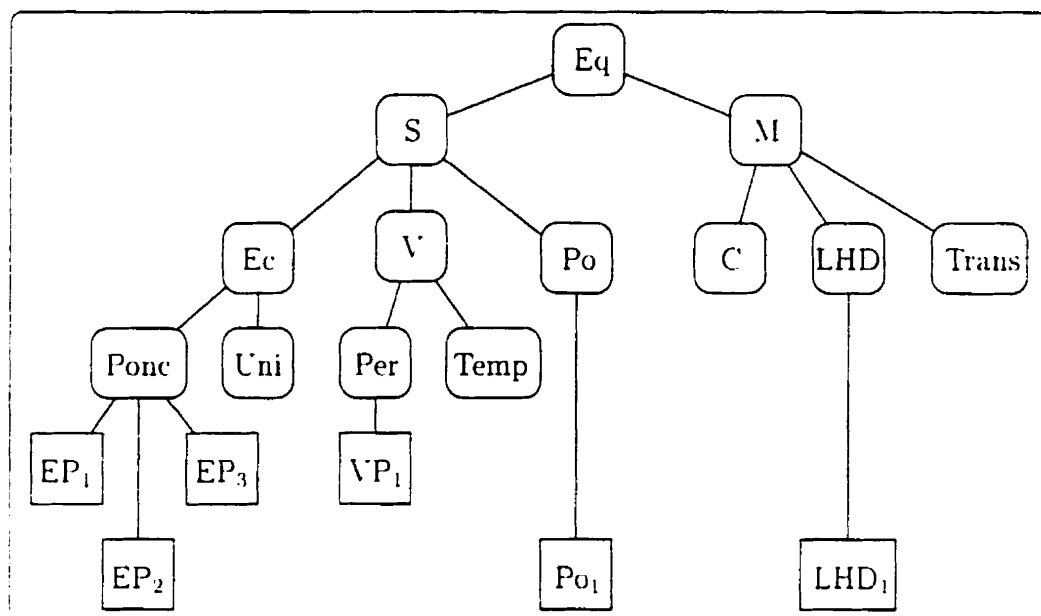 Eq
S M
Ec V Po C LHD Trans
Ponc Uni Per Temp
EP₁ EP₃ VP₁
EP₂ Po₁ LHD₁